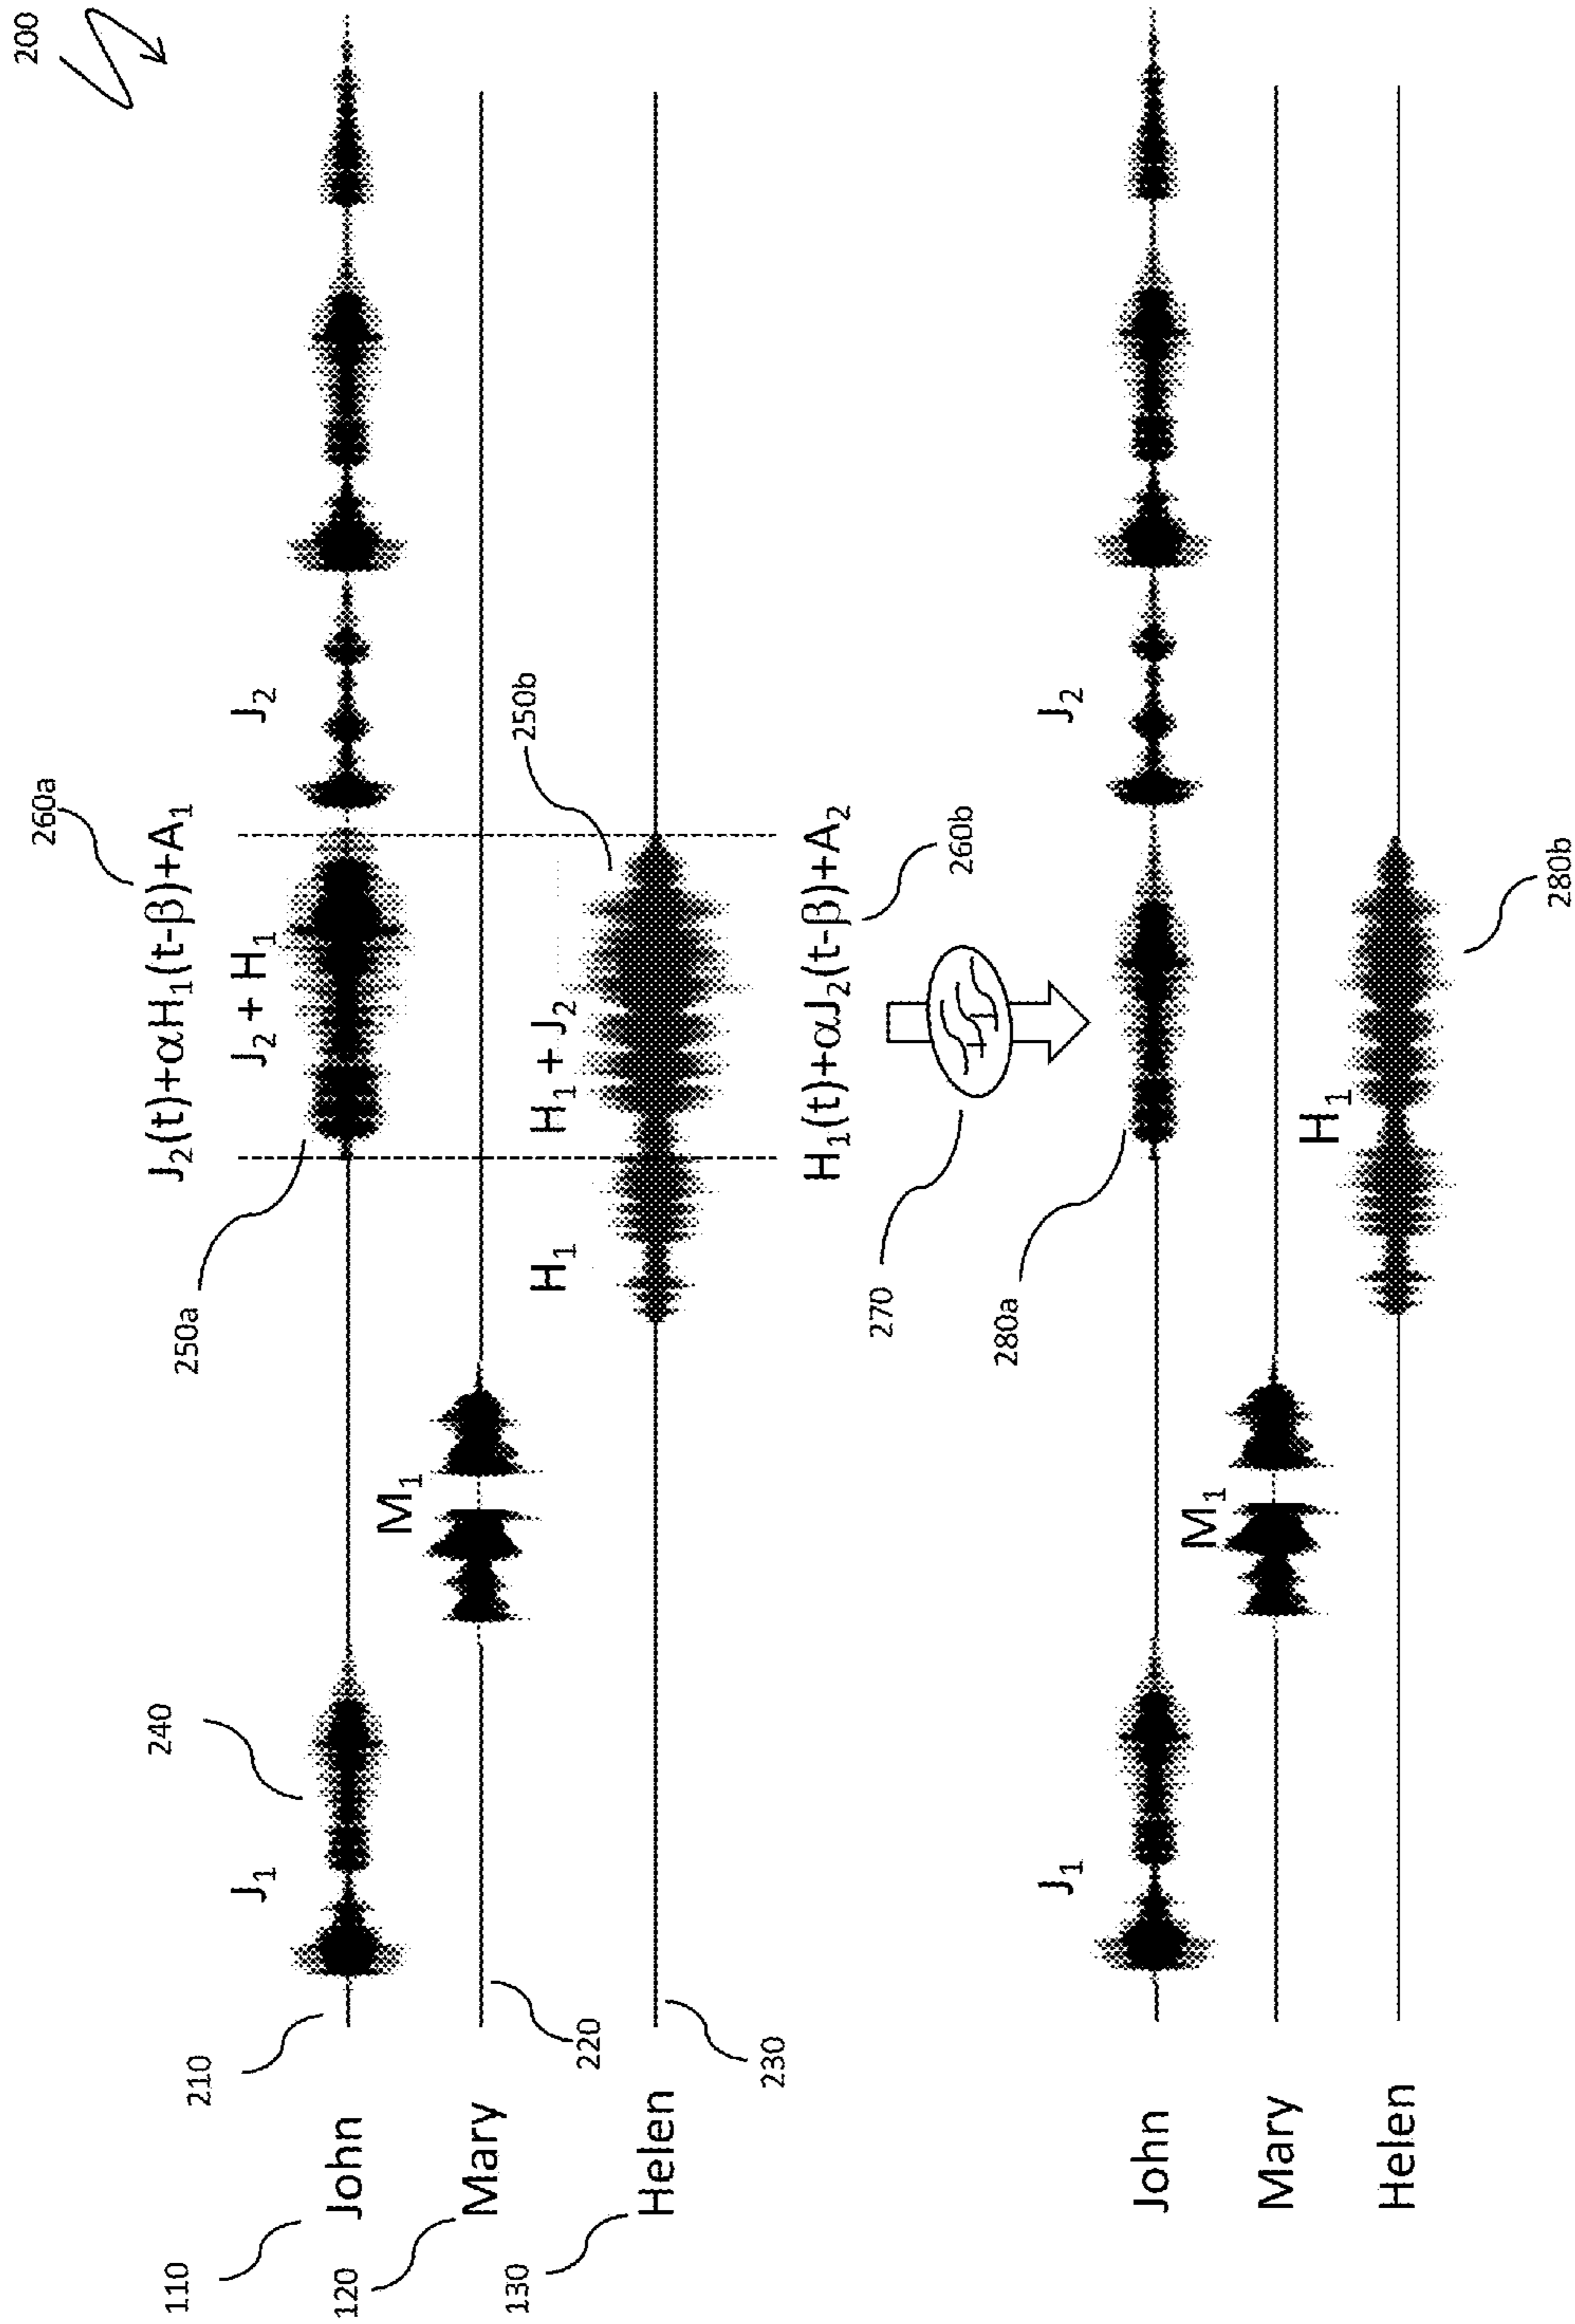 200
260a
J₂(t)+αH₁(t-β)+A₁
250a
240
J₁
J₂ + H₁
J₂
110
John
210
M₁
120
Mary
220
H₁
H₁ + J₂
250b
130
Helen
230
H₁(t)+αJ₂(t-β)+A₂
260b
270
280a
J₁
J₂
John
M₁
Mary
H₁
Helen
280b